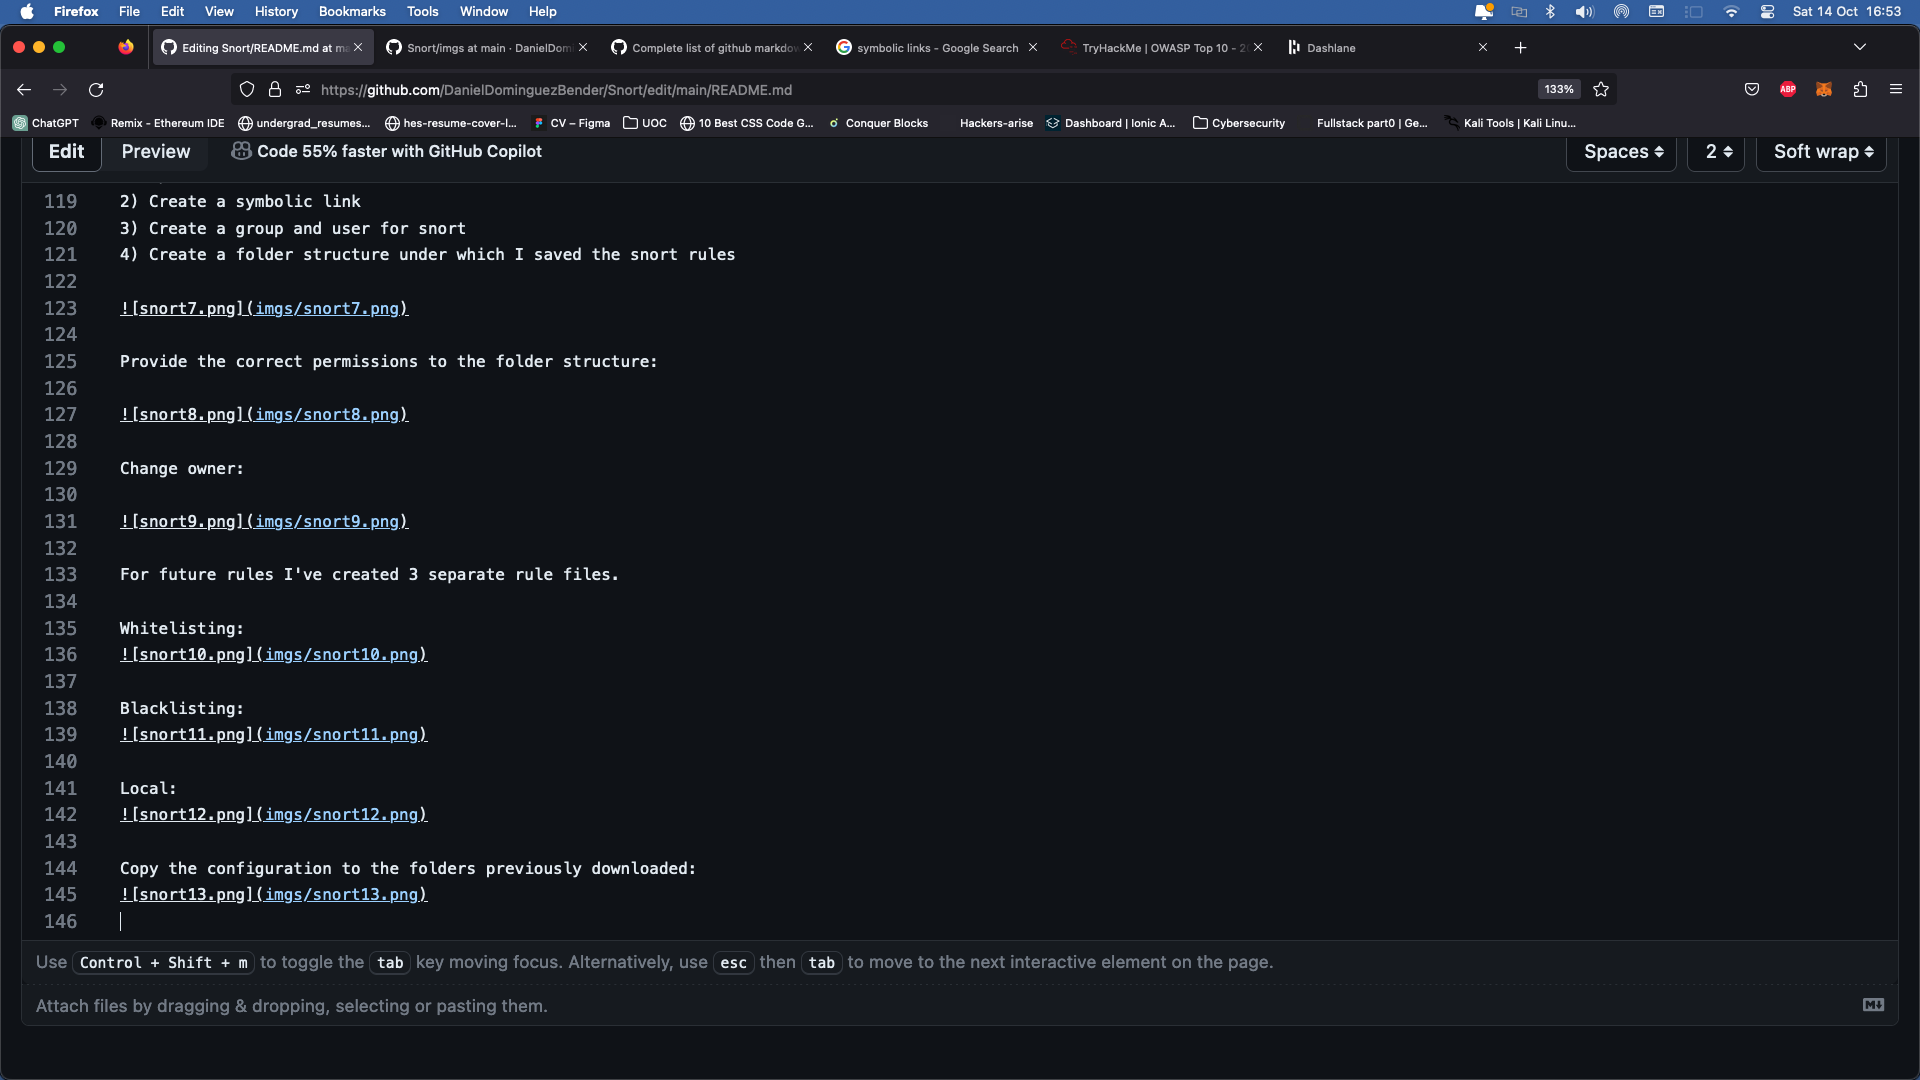 Firefox File Edit View History Bookmarks Tools Window Help Sat 14 Oct 16:53
Editing Snort/README.md at ma Snort/imgs at main · DanielDom Complete list of github markdow symbolic links - Google Search TryHackMe | OWASP Top 10 - 2 Dashlane
https://github.com/DanielDominguezBender/Snort/edit/main/README.md 133% ABP
ChatGPT Remix - Ethereum IDE undergrad_resumes... hes-resume-cover-l... CV – Figma UOC 10 Best CSS Code G... Conquer Blocks Hackers-arise Dashboard | Ionic A... Cybersecurity Fullstack part0 | Ge... Kali Tools | Kali Linu...
Edit Preview Code 55% faster with GitHub Copilot Spaces 2 Soft wrap
119 2) Create a symbolic link
120 3) Create a group and user for snort
121 4) Create a folder structure under which I saved the snort rules
122
123 ![snort7.png](imgs/snort7.png)
124
125 Provide the correct permissions to the folder structure:
126
127 ![snort8.png](imgs/snort8.png)
128
129 Change owner:
130
131 ![snort9.png](imgs/snort9.png)
132
133 For future rules I've created 3 separate rule files.
134
135 Whitelisting:
136 ![snort10.png](imgs/snort10.png)
137
138 Blacklisting:
139 ![snort11.png](imgs/snort11.png)
140
141 Local:
142 ![snort12.png](imgs/snort12.png)
143
144 Copy the configuration to the folders previously downloaded:
145 ![snort13.png](imgs/snort13.png)
146
Use Control + Shift + m to toggle the tab key moving focus. Alternatively, use esc then tab to move to the next interactive element on the page.
Attach files by dragging & dropping, selecting or pasting them.